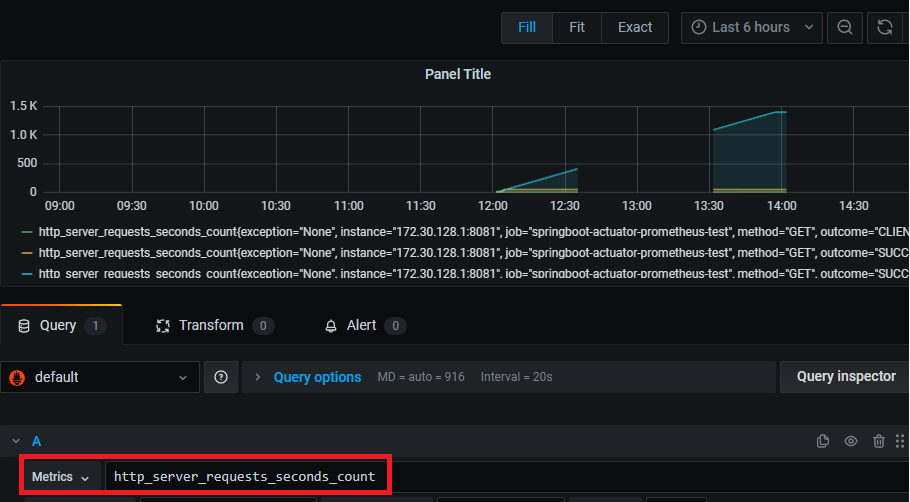 Fill Fit Exact Last 6 hours
Panel Title
1.5 K
1.0 K
500
0
09:00 09:30 10:00 10:30 11:00 11:30 12:00 12:30 13:00 13:30 14:00 14:30
http_server_requests_seconds_count{exception="None", instance="172.30.128.1:8081", job="springboot-actuator-prometheus-test", method="GET", outcome="CLIEN
http_server_requests_seconds_count{exception="None", instance="172.30.128.1:8081", job="springboot-actuator-prometheus-test", method="GET", outcome="SUCC
http_server_requests_seconds_count{exception="None", instance="172.30.128.1:8081", job="springboot-actuator-prometheus-test", method="GET", outcome="SUCC
Query 1 Transform 0 Alert 0
default Query options MD = auto = 916 Interval = 20s Query inspector
A
Metrics http_server_requests_seconds_count